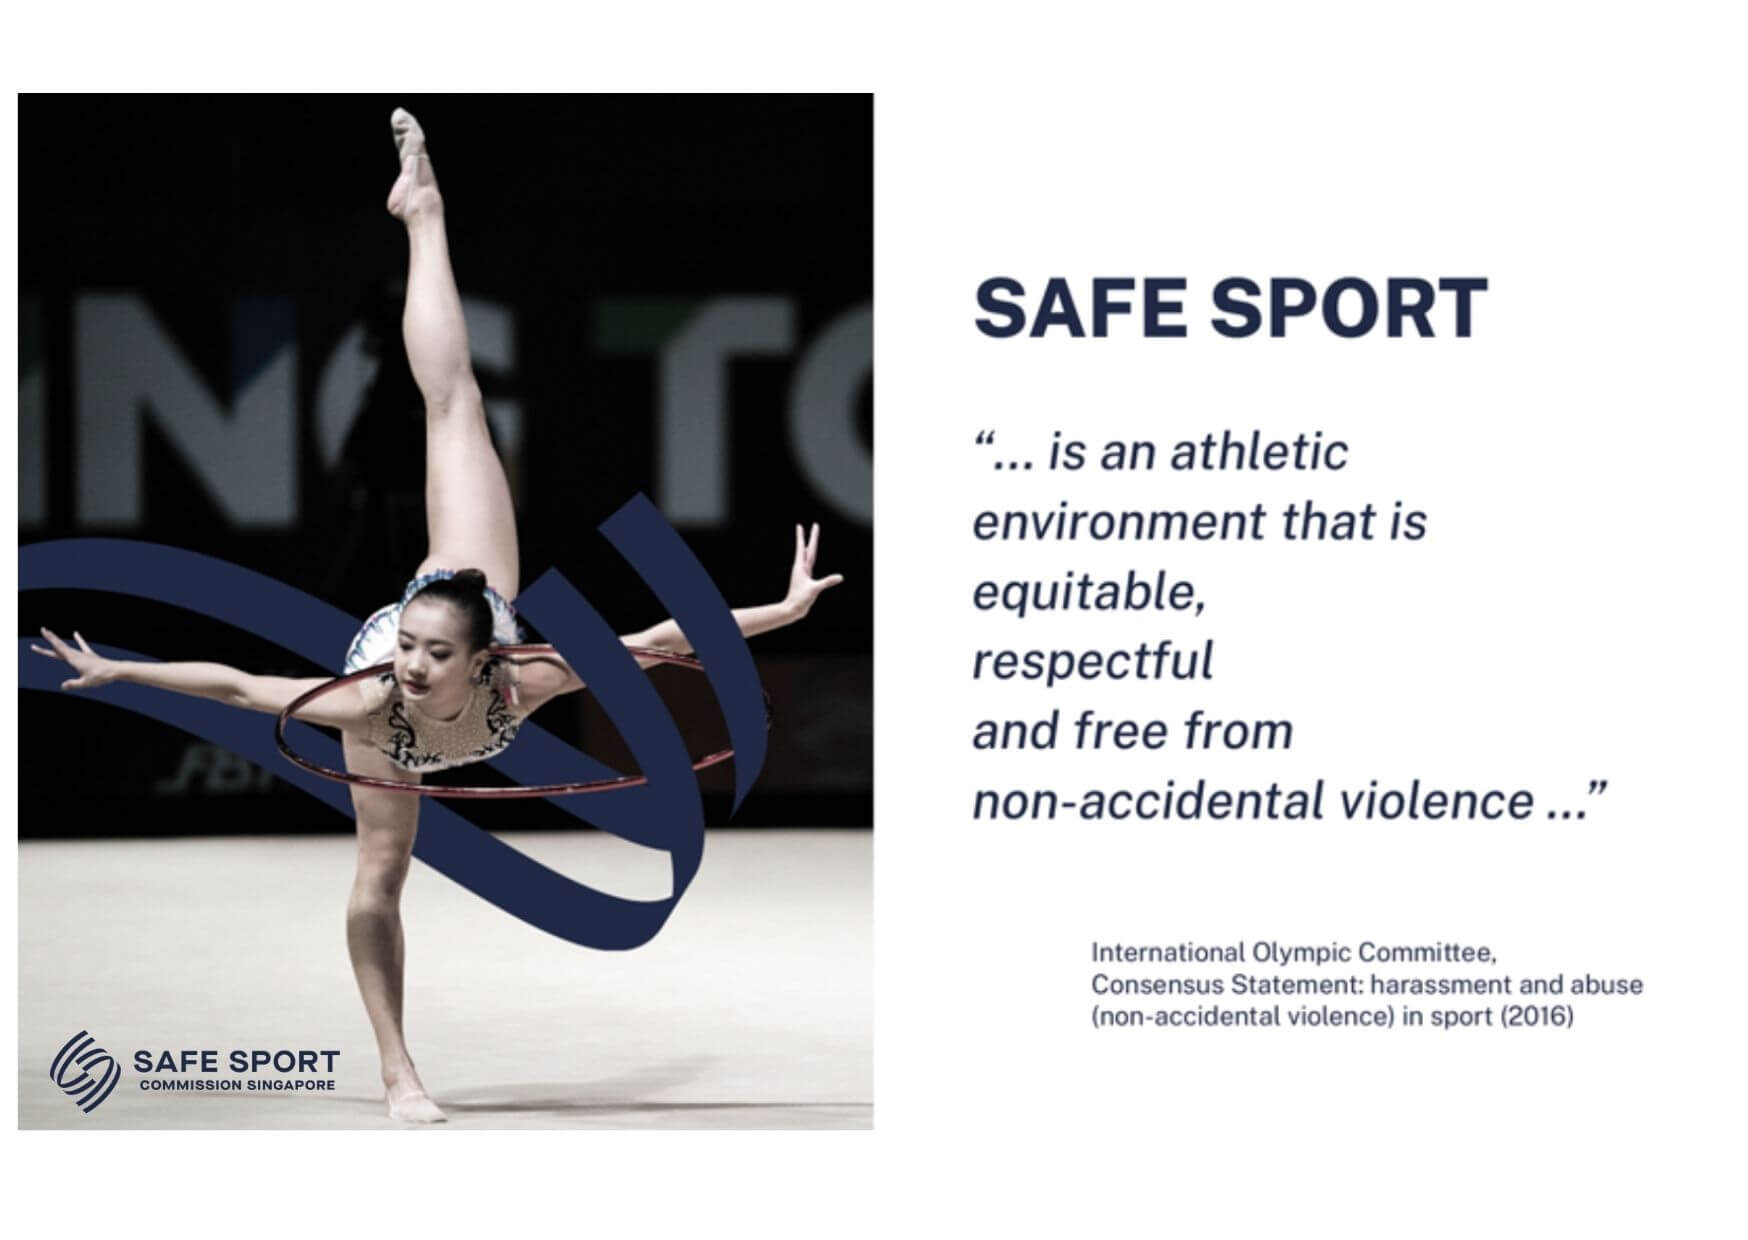 SAFE SPORT
“... is an athletic
environment that is
equitable,
respectful
and free from
non-accidental violence ...”
International Olympic Committee,
Consensus Statement: harassment and abuse
(non-accidental violence) in sport (2016)
SAFE SPORT
COMMISSION SINGAPORE